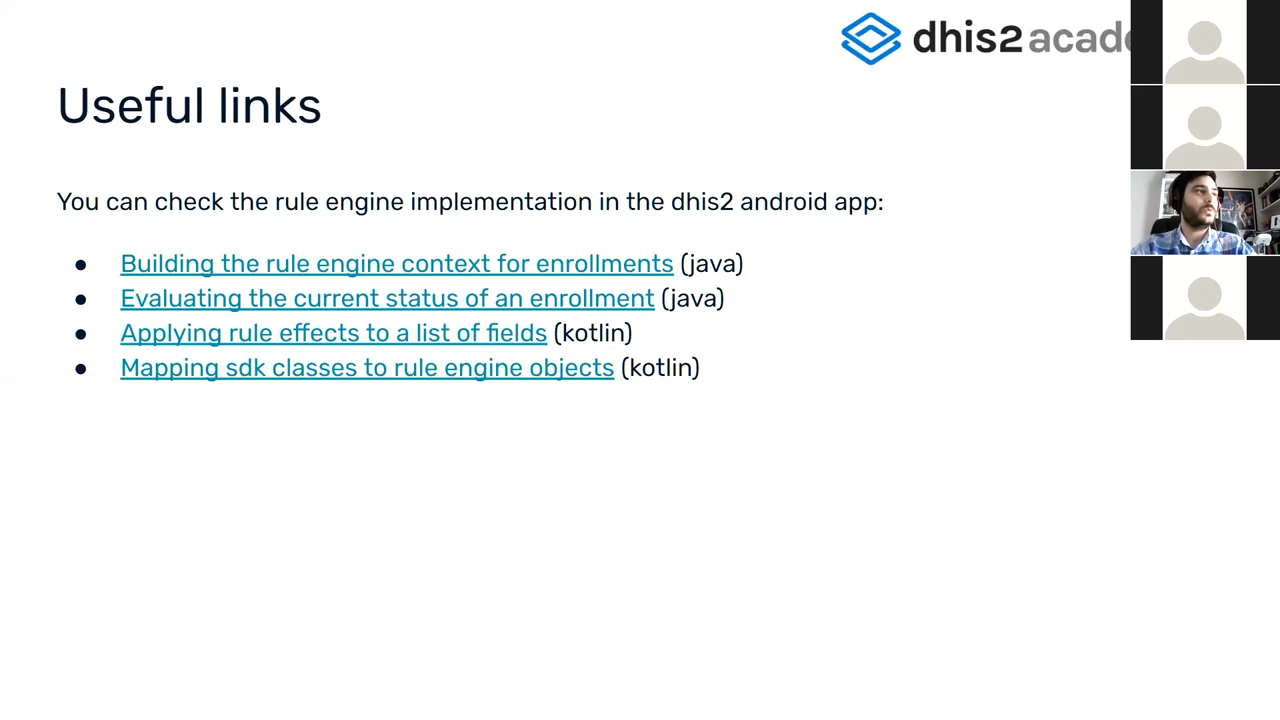 dhis2 acade
Useful links
You can check the rule engine implementation in the dhis2 android app:
● Building the rule engine context for enrollments (java)
● Evaluating the current status of an enrollment (java)
● Applying rule effects to a list of fields (kotlin)
● Mapping sdk classes to rule engine objects (kotlin)